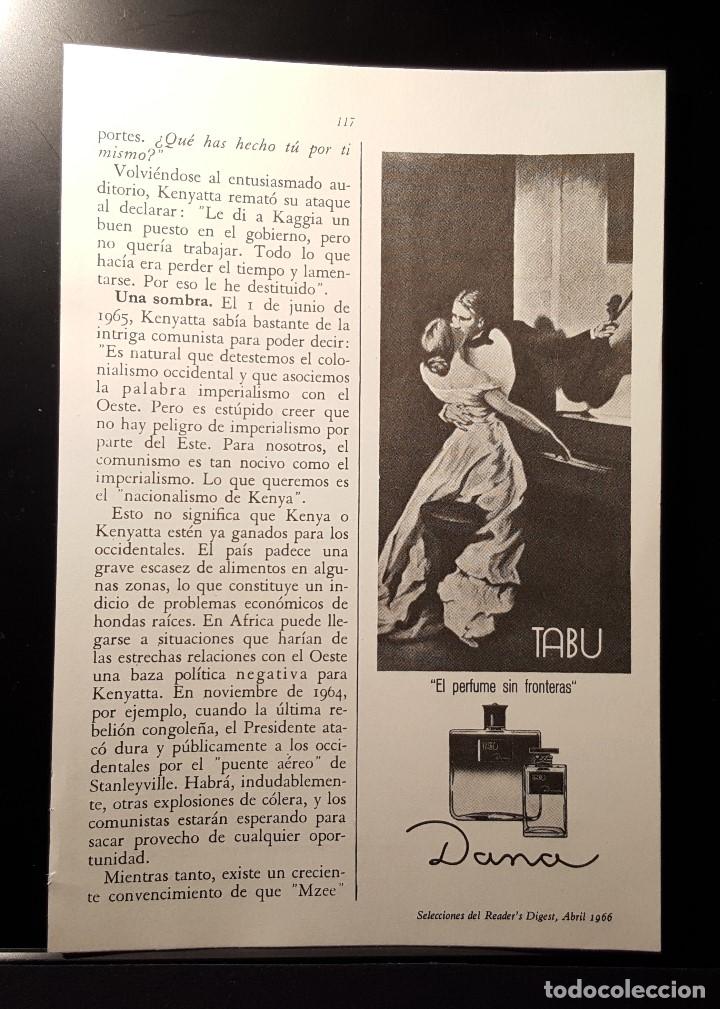 117
portes. ¿Qué has hecho tú por ti
mismo?"
Volviéndose al entusiasmado au-
ditorio, Kenyatta remató su ataque
al declarar: "Le di a Kaggia un
buen puesto en el gobierno, pero
no quería trabajar. Todo lo que
hacía era perder el tiempo y lamen-
tarse. Por eso le he destituido".
Una sombra. El 1 de junio de
1965, Kenyatta sabía bastante de la
intriga comunista para poder decir:
"Es natural que detestemos el colo-
nialismo occidental y que asociemos
la palabra imperialismo con el
Oeste. Pero es estúpido creer que
no hay peligro de imperialismo por
parte del Este. Para nosotros, el
comunismo es tan nocivo como el
imperialismo. Lo que queremos es
el "nacionalismo de Kenya".
Esto no significa que Kenya o
Kenyatta estén ya ganados para los
occidentales. El país padece una
grave escasez de alimentos en algu-
nas zonas, lo que constituye un in-
dicio de problemas económicos de
hondas raíces. En Africa puede lle-
garse a situaciones que harían de
las estrechas relaciones con el Oeste
una baza política negativa para
Kenyatta. En noviembre de 1964,
por ejemplo, cuando la última re-
belión congoleña, el Presidente ata-
có dura y públicamente a los occi-
dentales por el "puente aéreo" de
Stanleyville. Habrá, indudablemen-
te, otras explosiones de cólera, y los
comunistas estarán esperando para
sacar provecho de cualquier opor-
tunidad.
Mientras tanto, existe un crecien-
te convencimiento de que "Mzee"
TABU
"El perfume sin fronteras"
TABU
TABU
Dana
Selecciones del Reader's Digest, Abril 1966
todocoleccion